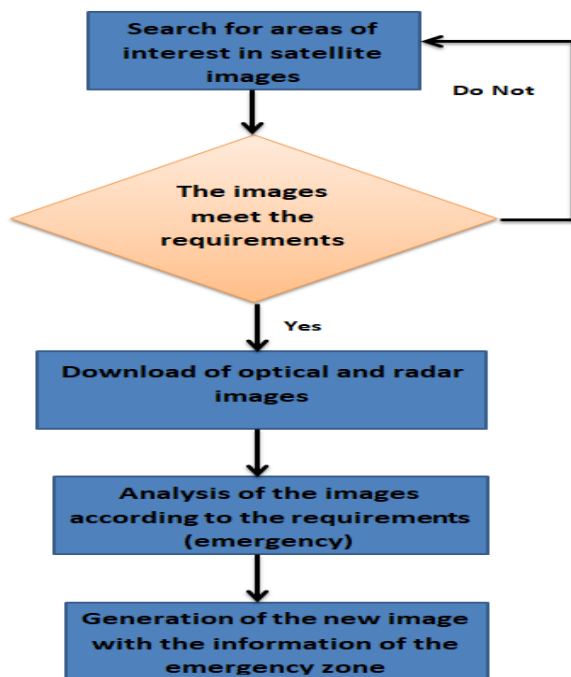 Search for areas of
interest in satellite
images
Do Not
The images
meet the
requirements
Yes
Download of optical and radar
images
Analysis of the images
according to the requirements
(emergency)
Generation of the new image
with the information of the
emergency zone